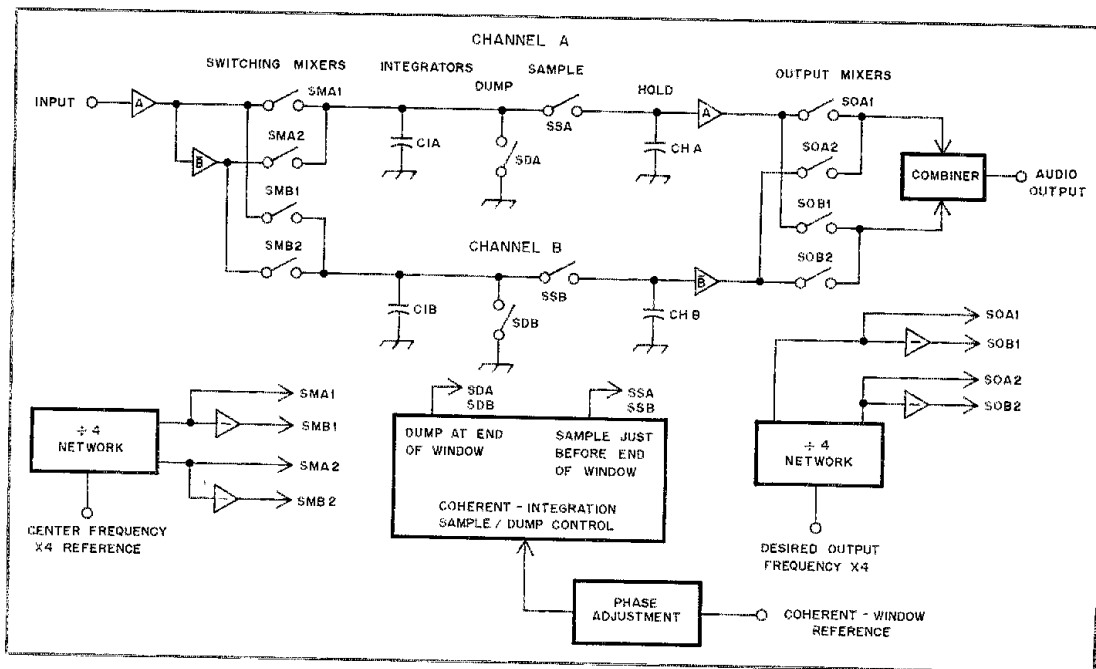 CHANNEL A
SWITCHING MIXERS
INTEGRATORS
DUMP
SAMPLE
HOLD
OUTPUT MIXERS
INPUT
A
SMA1
SSA
A
SOA1
SMA2
CIA
SDA
CHA
SOA2
B̅
COMBINER
AUDIO
OUTPUT
SMB1
SOB1
SMB2
CHANNEL B
SOB2
SSB
B̅
CIB
SDB
CHB
SOA1
SOB1
SOA2
SOB2
SMA1
SMB1
SMA2
SMB2
÷ 4
NETWORK
CENTER FREQUENCY
X4 REFERENCE
SDA
SDB
SSA
SSB
DUMP AT END
OF WINDOW
SAMPLE JUST
BEFORE END
OF WINDOW
COHERENT - INTEGRATION
SAMPLE / DUMP CONTROL
÷ 4
NETWORK
DESIRED OUTPUT
FREQUENCY X4
PHASE
ADJUSTMENT
COHERENT - WINDOW
REFERENCE